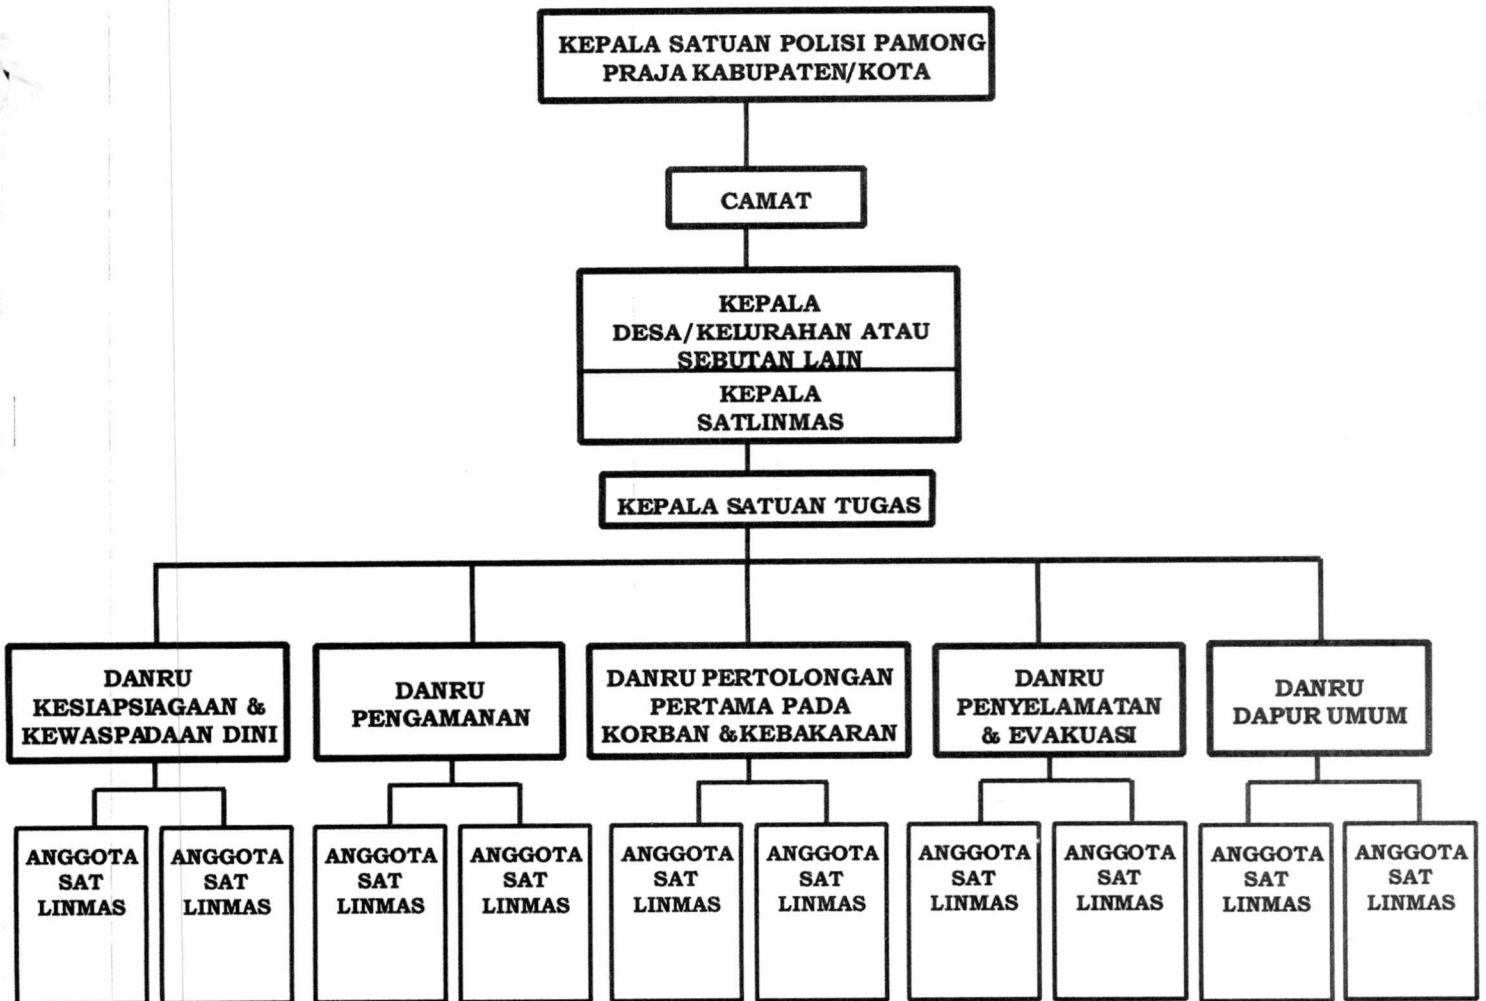 KEPALA SATUAN POLISI PAMONG
PRAJA KABUPATEN/KOTA
CAMAT
KEPALA
DESA/KELURAHAN ATAU
SEBUTAN LAIN
KEPALA
SATLINMAS
KEPALA SATUAN TUGAS
DANRU
KESIAPSIAGAAN &
KEWASPADAAN DINI
DANRU
PENGAMANAN
DANRU PERTOLONGAN
PERTAMA PADA
KORBAN &KEBAKARAN
DANRU
PENYELAMATAN
& EVAKUASI
DANRU
DAPUR UMUM
ANGGOTA
SAT
LINMAS
ANGGOTA
SAT
LINMAS
ANGGOTA
SAT
LINMAS
ANGGOTA
SAT
LINMAS
ANGGOTA
SAT
LINMAS
ANGGOTA
SAT
LINMAS
ANGGOTA
SAT
LINMAS
ANGGOTA
SAT
LINMAS
ANGGOTA
SAT
LINMAS
ANGGOTA
SAT
LINMAS